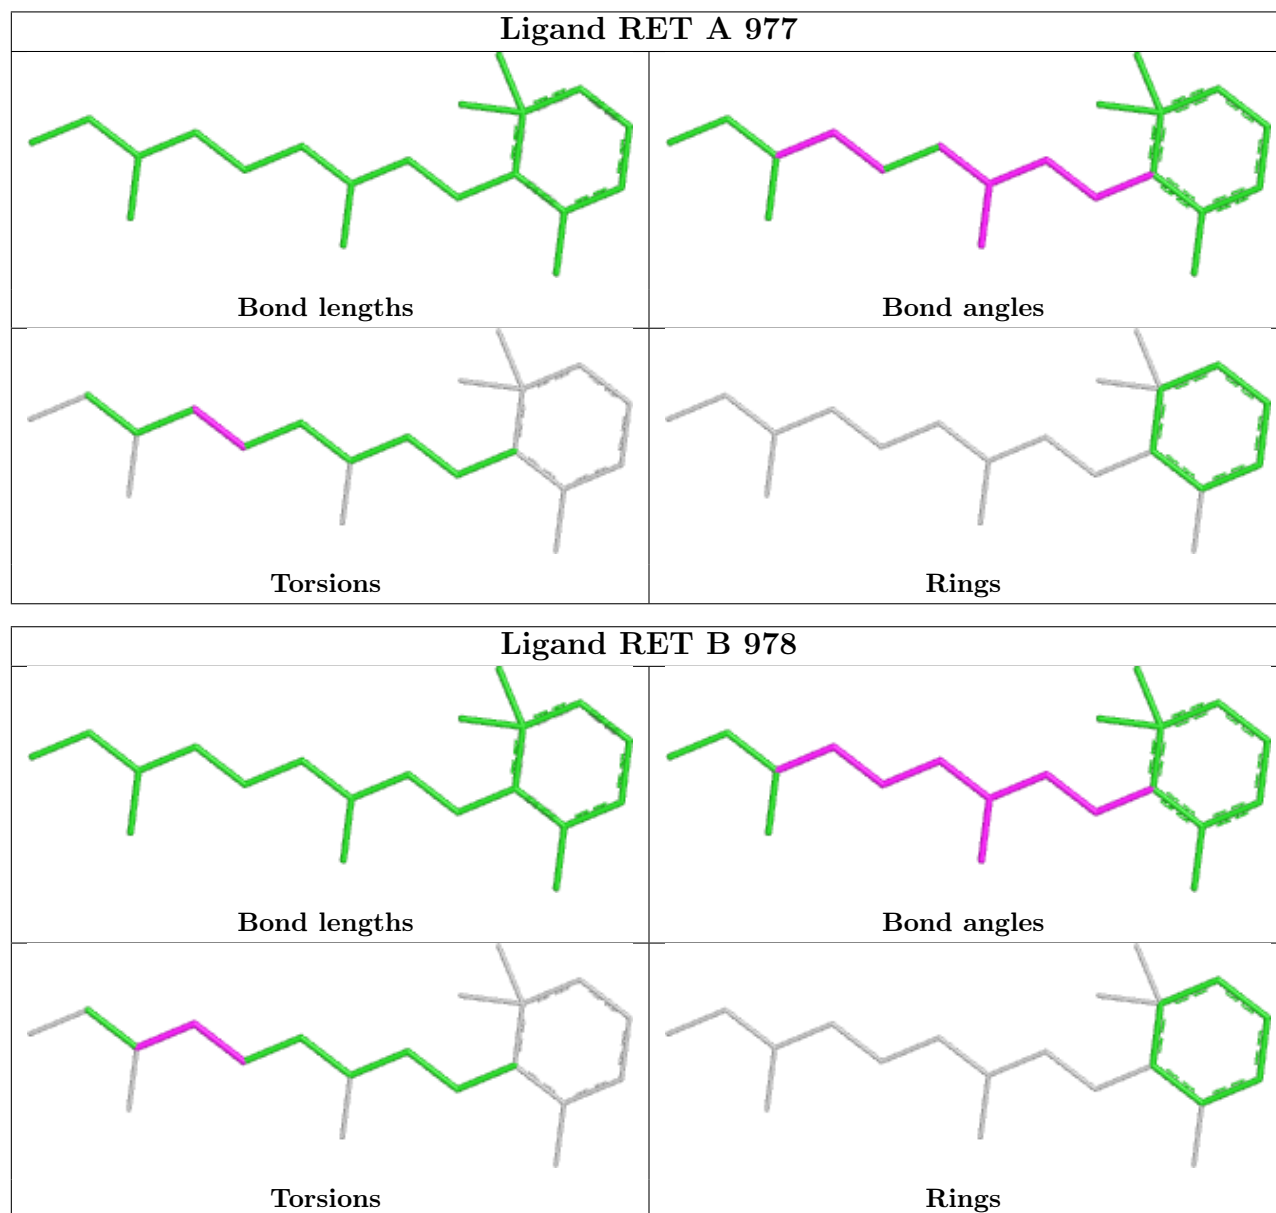 Ligand RET A 977
Bond lengths
Bond angles
Torsions
Rings
Ligand RET B 978
Bond lengths
Bond angles
Torsions
Rings